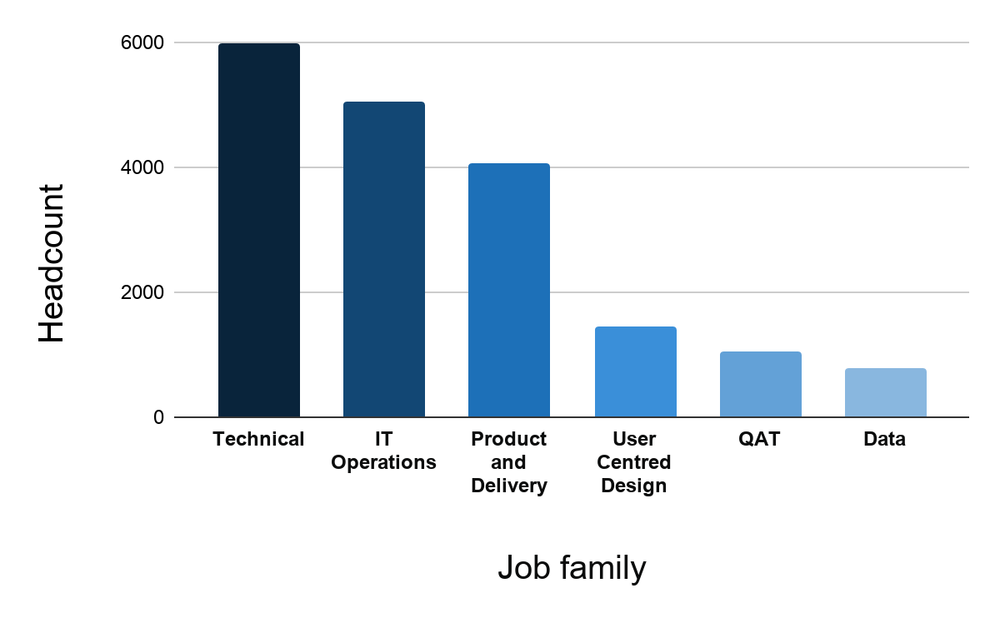 6000
4000
2000
0
Headcount
Technical
IT
Operations
Product
and
Delivery
User
Centred
Design
QAT
Data
Job family